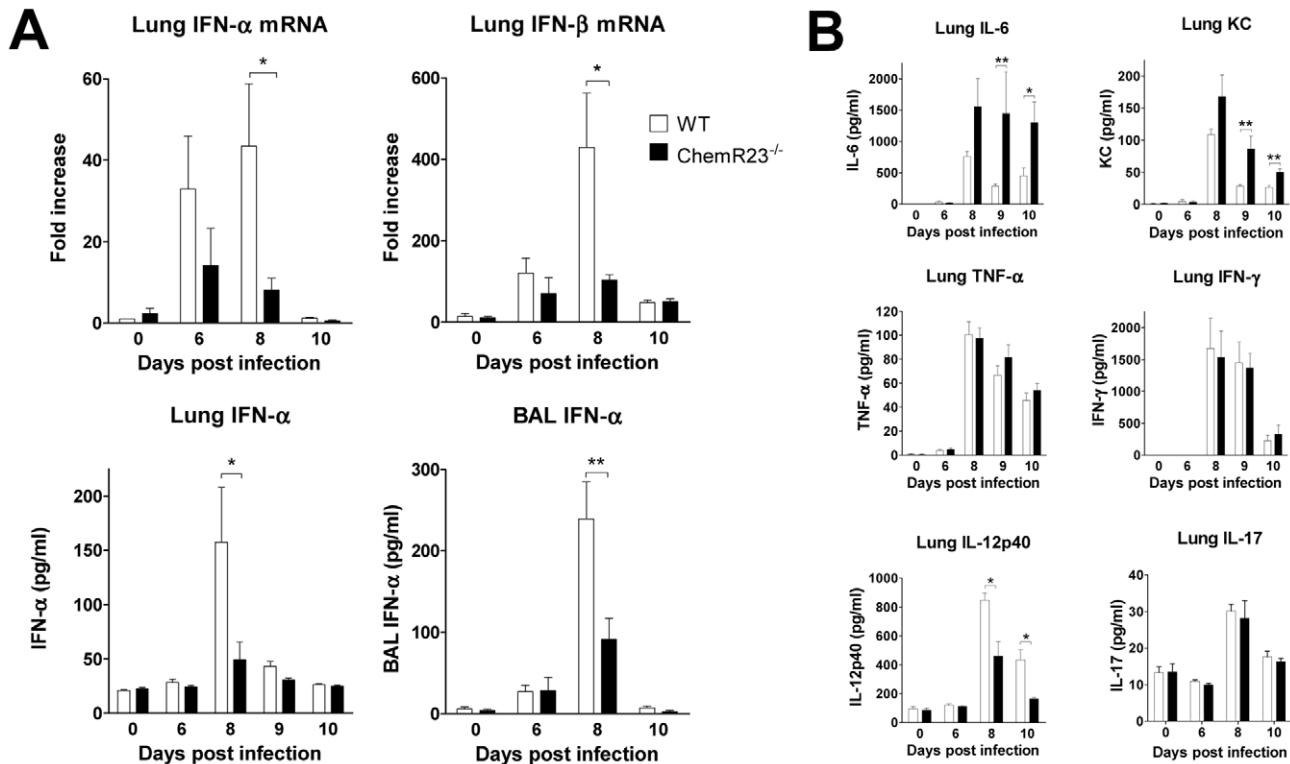 A
Lung IFN-α mRNA
*
60
40
20
0
Fold increase
0 6 8 10
Days post infection
Lung IFN-β mRNA
*
600
400
200
0
Fold increase
0 6 8 10
Days post infection
WT
ChemR23-/-
Lung IFN-α
*
200
150
100
50
0
IFN-α (pg/ml)
0 6 8 9 10
Days post infection
BAL IFN-α
**
300
200
100
0
BAL IFN-α (pg/ml)
0 6 8 10
Days post infection
B
Lung IL-6
** *
2000
1500
1000
500
0
IL-6 (pg/ml)
0 6 8 9 10
Days post infection
Lung KC
** **
200
150
100
50
0
KC (pg/ml)
0 6 8 9 10
Days post infection
Lung TNF-α
120
100
80
60
40
20
0
TNF-α (pg/ml)
0 6 8 9 10
Days post infection
Lung IFN-γ
2000
1500
1000
500
0
IFN-γ (pg/ml)
0 6 8 9 10
Days post infection
Lung IL-12p40
* *
1000
800
600
400
200
0
IL-12p40 (pg/ml)
0 6 8 10
Days post infection
Lung IL-17
40
30
20
10
0
IL-17 (pg/ml)
0 6 8 10
Days post infection